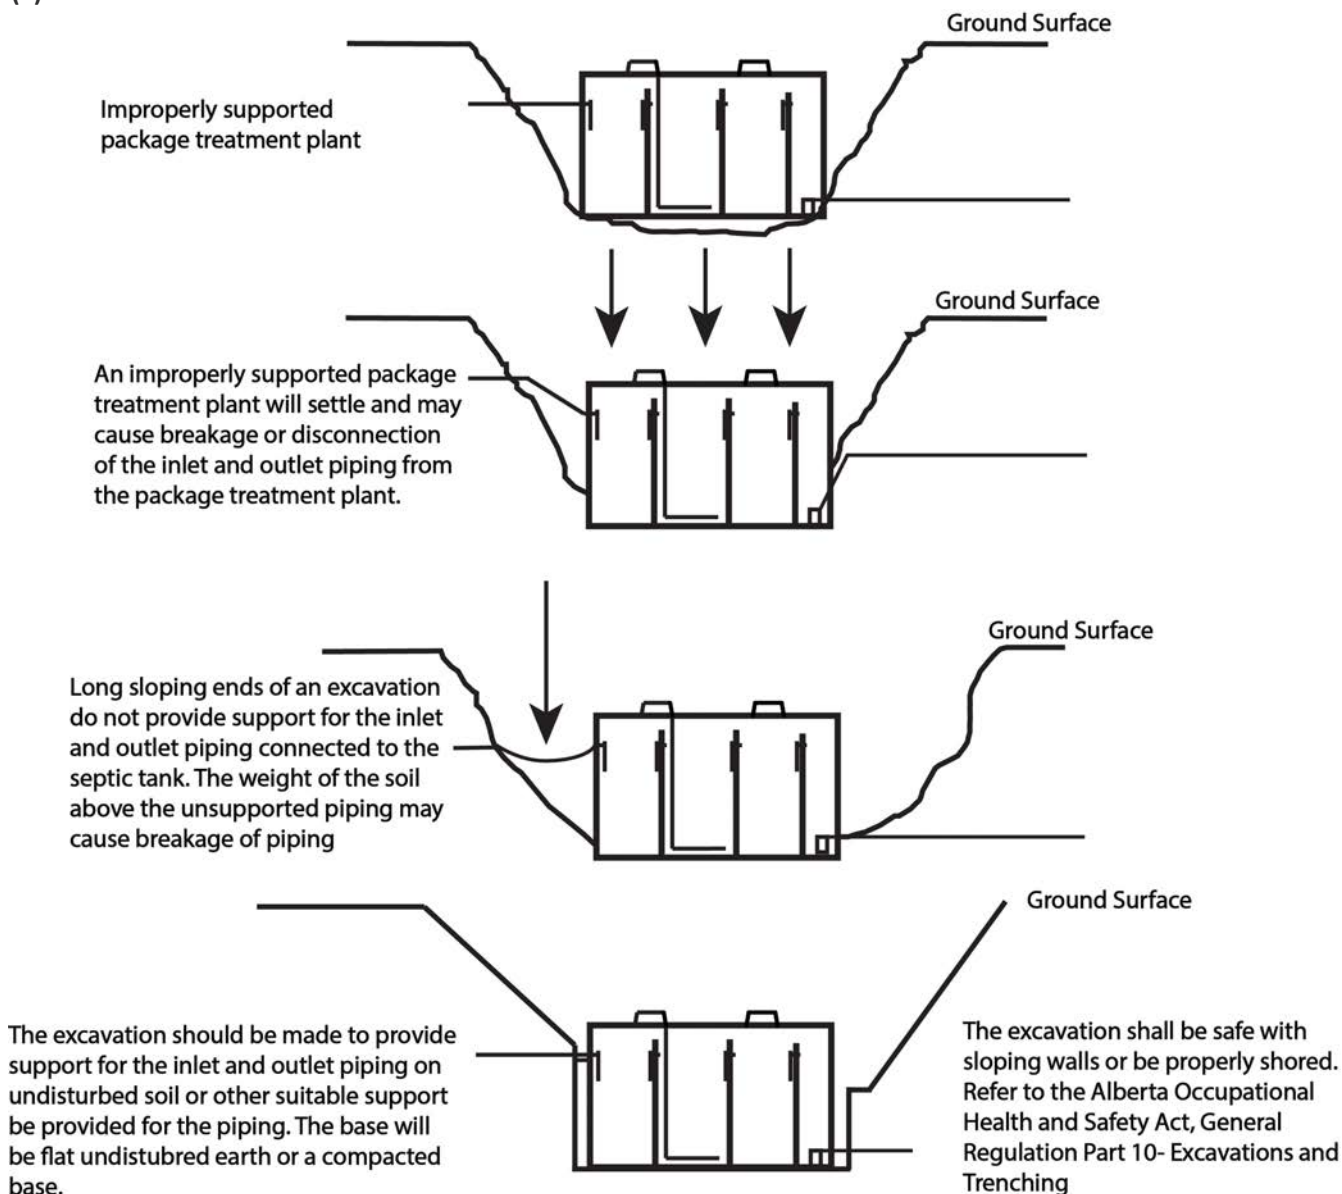 Ground Surface
Improperly supported
package treatment plant
Ground Surface
An improperly supported package
treatment plant will settle and may
cause breakage or disconnection
of the inlet and outlet piping from
the package treatment plant.
Ground Surface
Long sloping ends of an excavation
do not provide support for the inlet
and outlet piping connected to the
septic tank. The weight of the soil
above the unsupported piping may
cause breakage of piping
Ground Surface
The excavation should be made to provide
support for the inlet and outlet piping on
undisturbed soil or other suitable support
be provided for the piping. The base will
be flat undistubred earth or a compacted
base.
The excavation shall be safe with
sloping walls or be properly shored.
Refer to the Alberta Occupational
Health and Safety Act, General
Regulation Part 10- Excavations and
Trenching